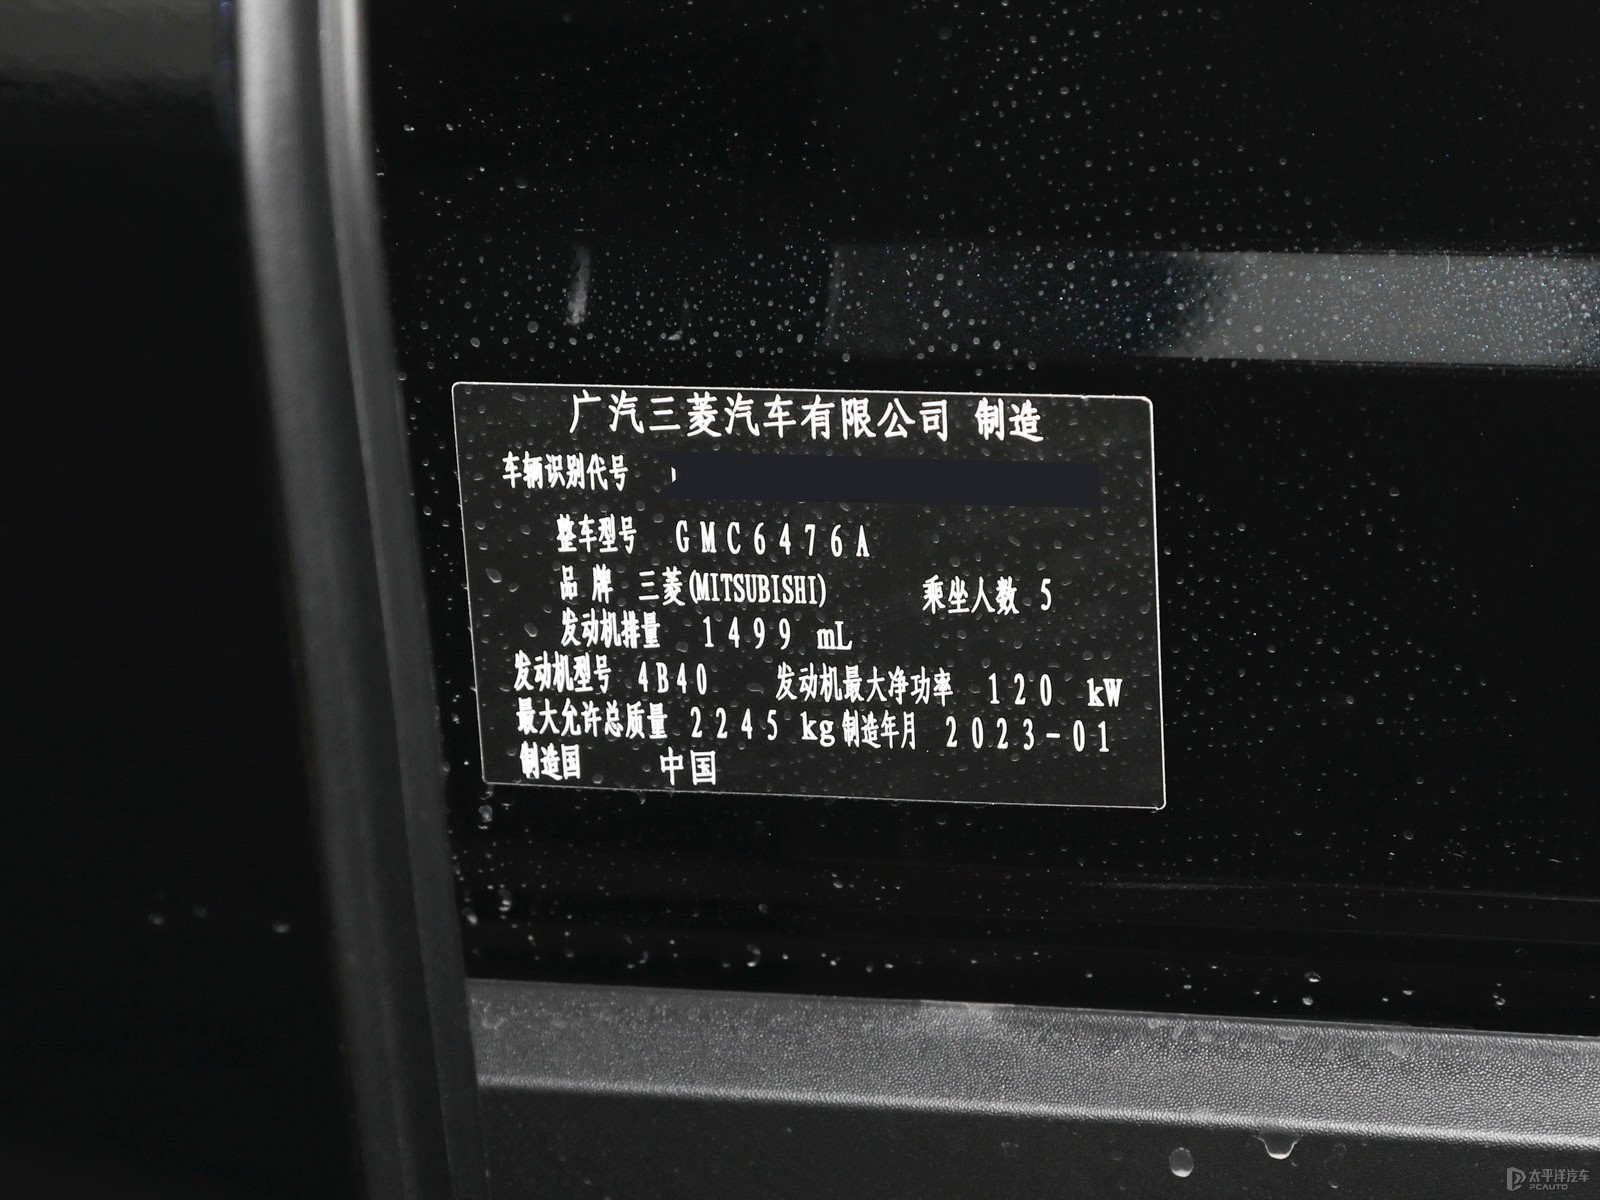 广汽三菱汽车有限公司 制造
车辆识别代号
整车型号 GMC6476A
品牌 三菱(MITSUBISHI) 乘坐人数 5
发动机排量 1499 mL
发动机型号 4B40 发动机最大净功率 120 kW
最大允许总质量 2245 kg 制造年月 2023-01
制造国 中国
太平洋汽车
PCAUTO